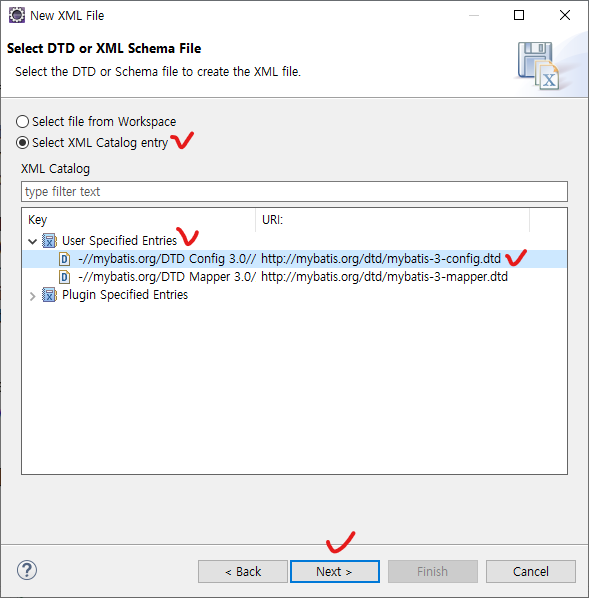 New XML File
Select DTD or XML Schema File
Select the DTD or Schema file to create the XML file.
Select file from Workspace
Select XML Catalog entry
XML Catalog
type filter text
Key URI:
User Specified Entries
-//mybatis.org/DTD Config 3.0// http://mybatis.org/dtd/mybatis-3-config.dtd
-//mybatis.org/DTD Mapper 3.0/ http://mybatis.org/dtd/mybatis-3-mapper.dtd
Plugin Specified Entries
< Back Next > Finish Cancel